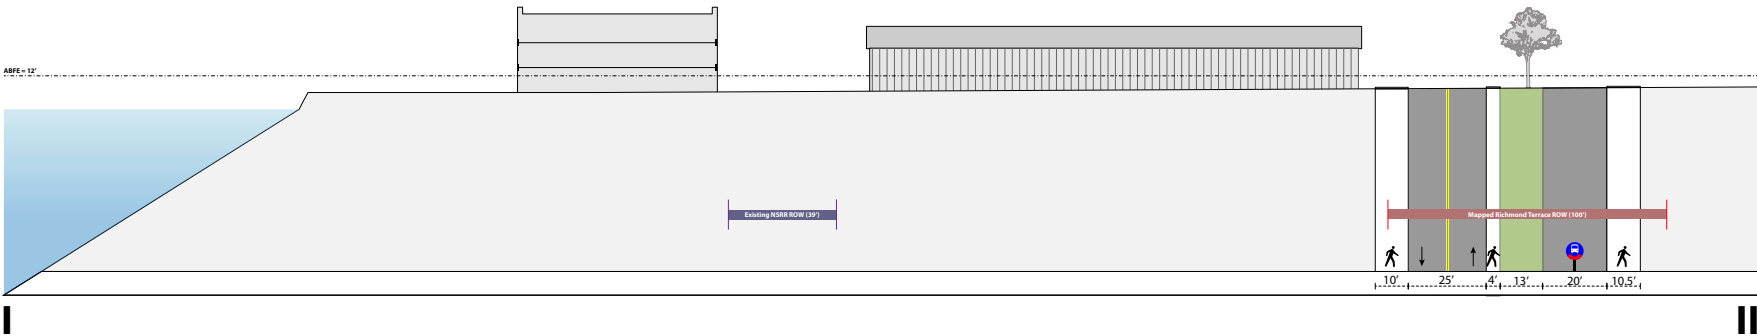 ABFE = 12'
Existing NSRR ROW (39')
Mapped Richmond Terrace ROW (100')
10' 25' 4' 13' 20' 10.5'
I II